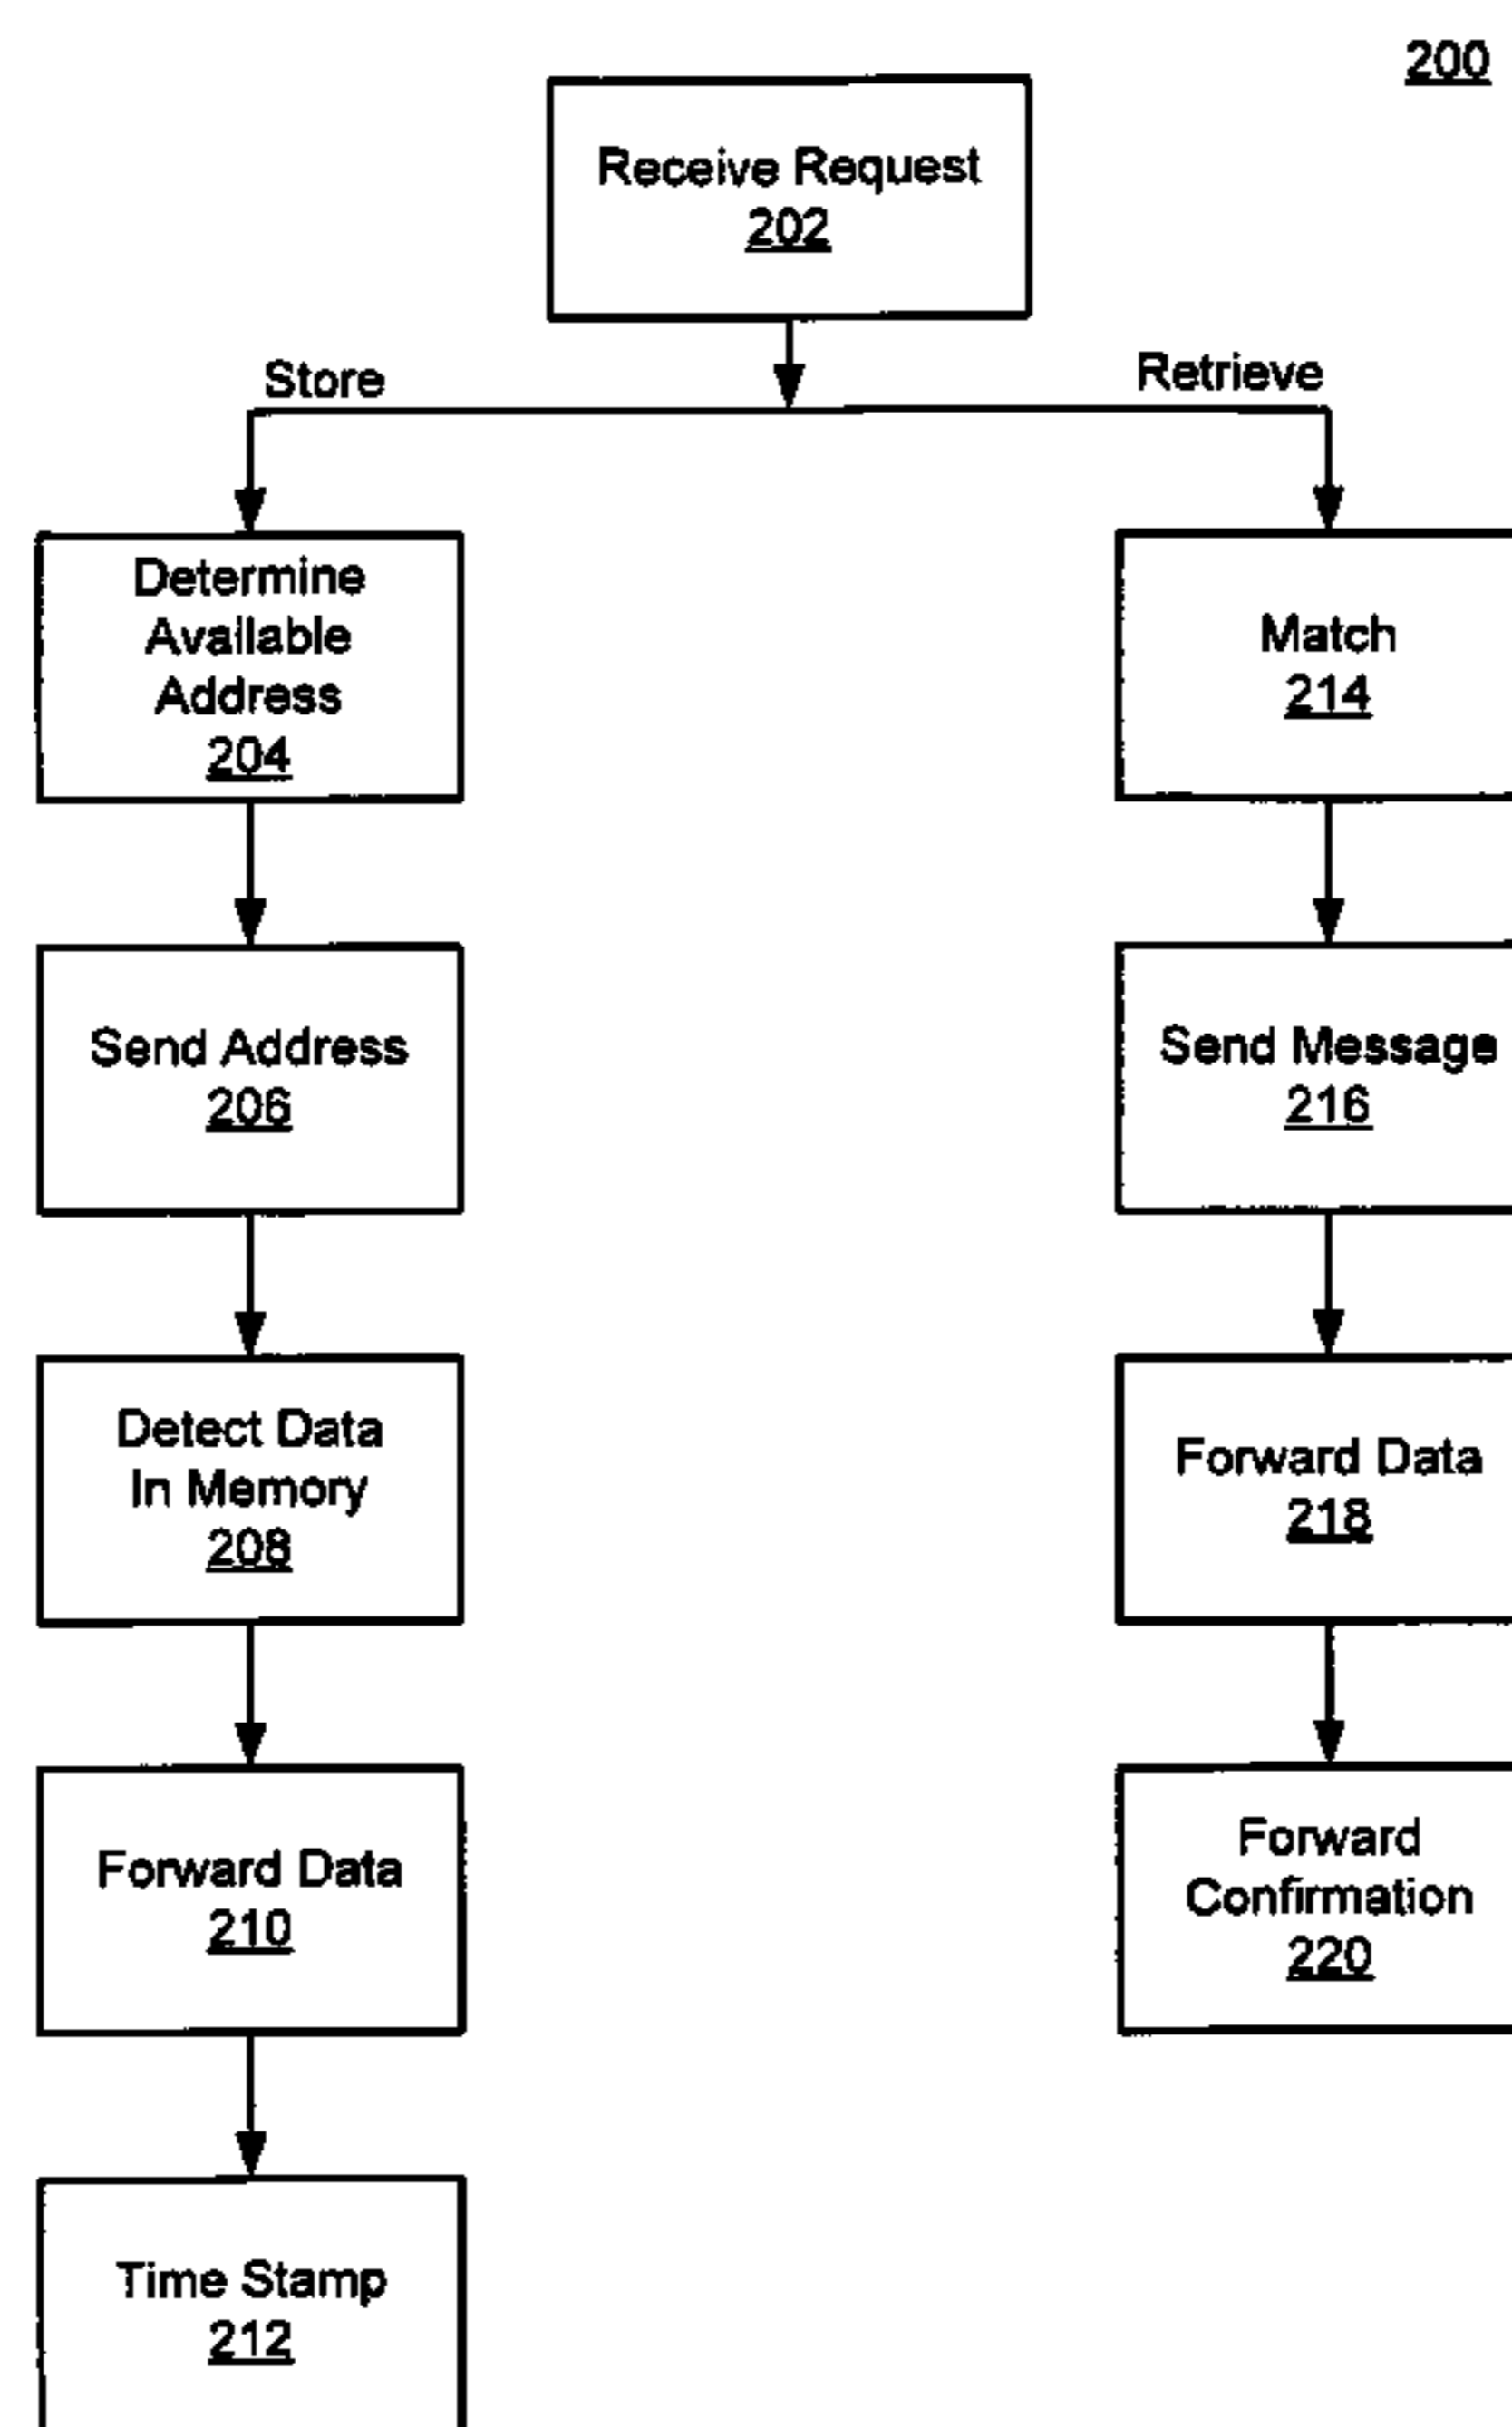 200
Receive Request
202
Store
Retrieve
Determine
Available
Address
204
Match
214
Send Address
206
Send Message
216
Detect Data
In Memory
208
Forward Data
218
Forward Data
210
Forward
Confirmation
220
Time Stamp
212